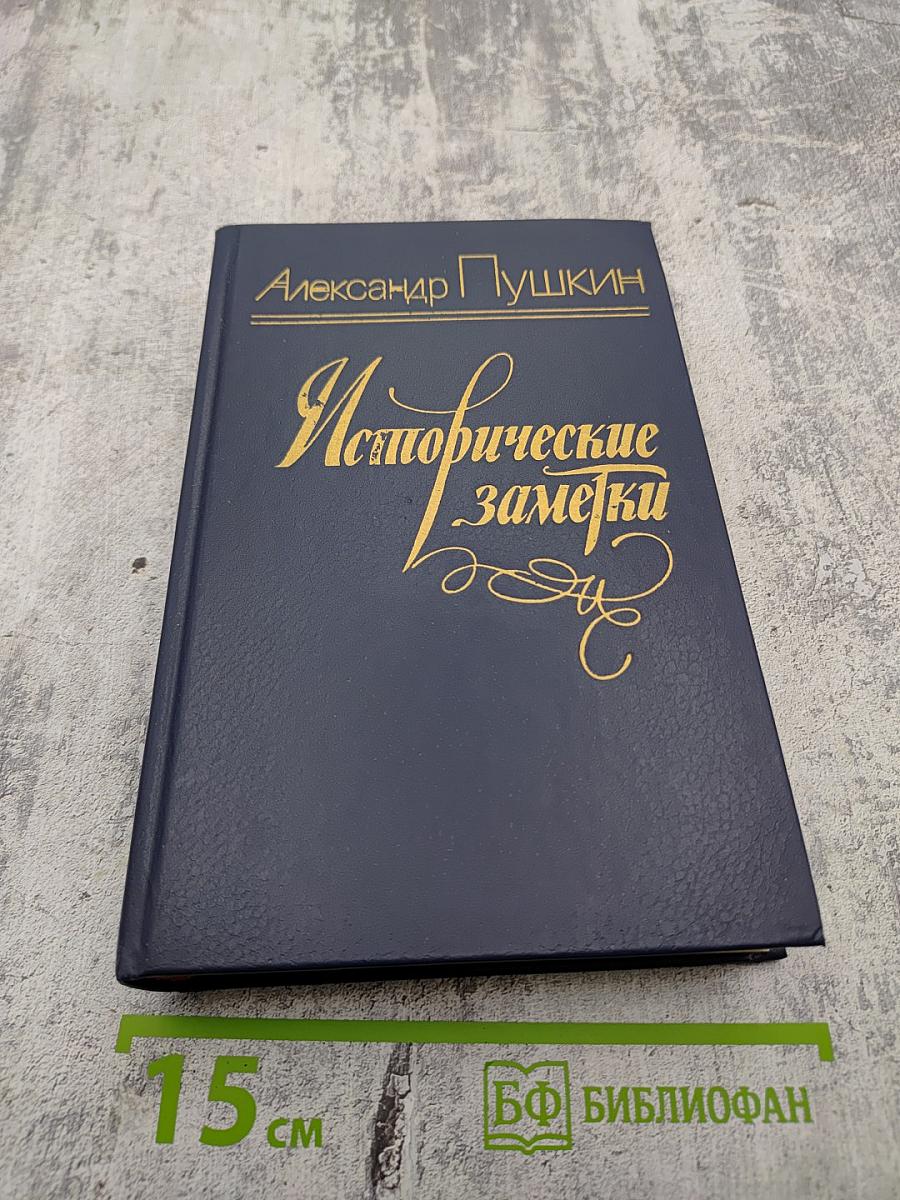 Александр Пушкин
Исторические
заметки
15 см
БФ БИБЛИОФАН